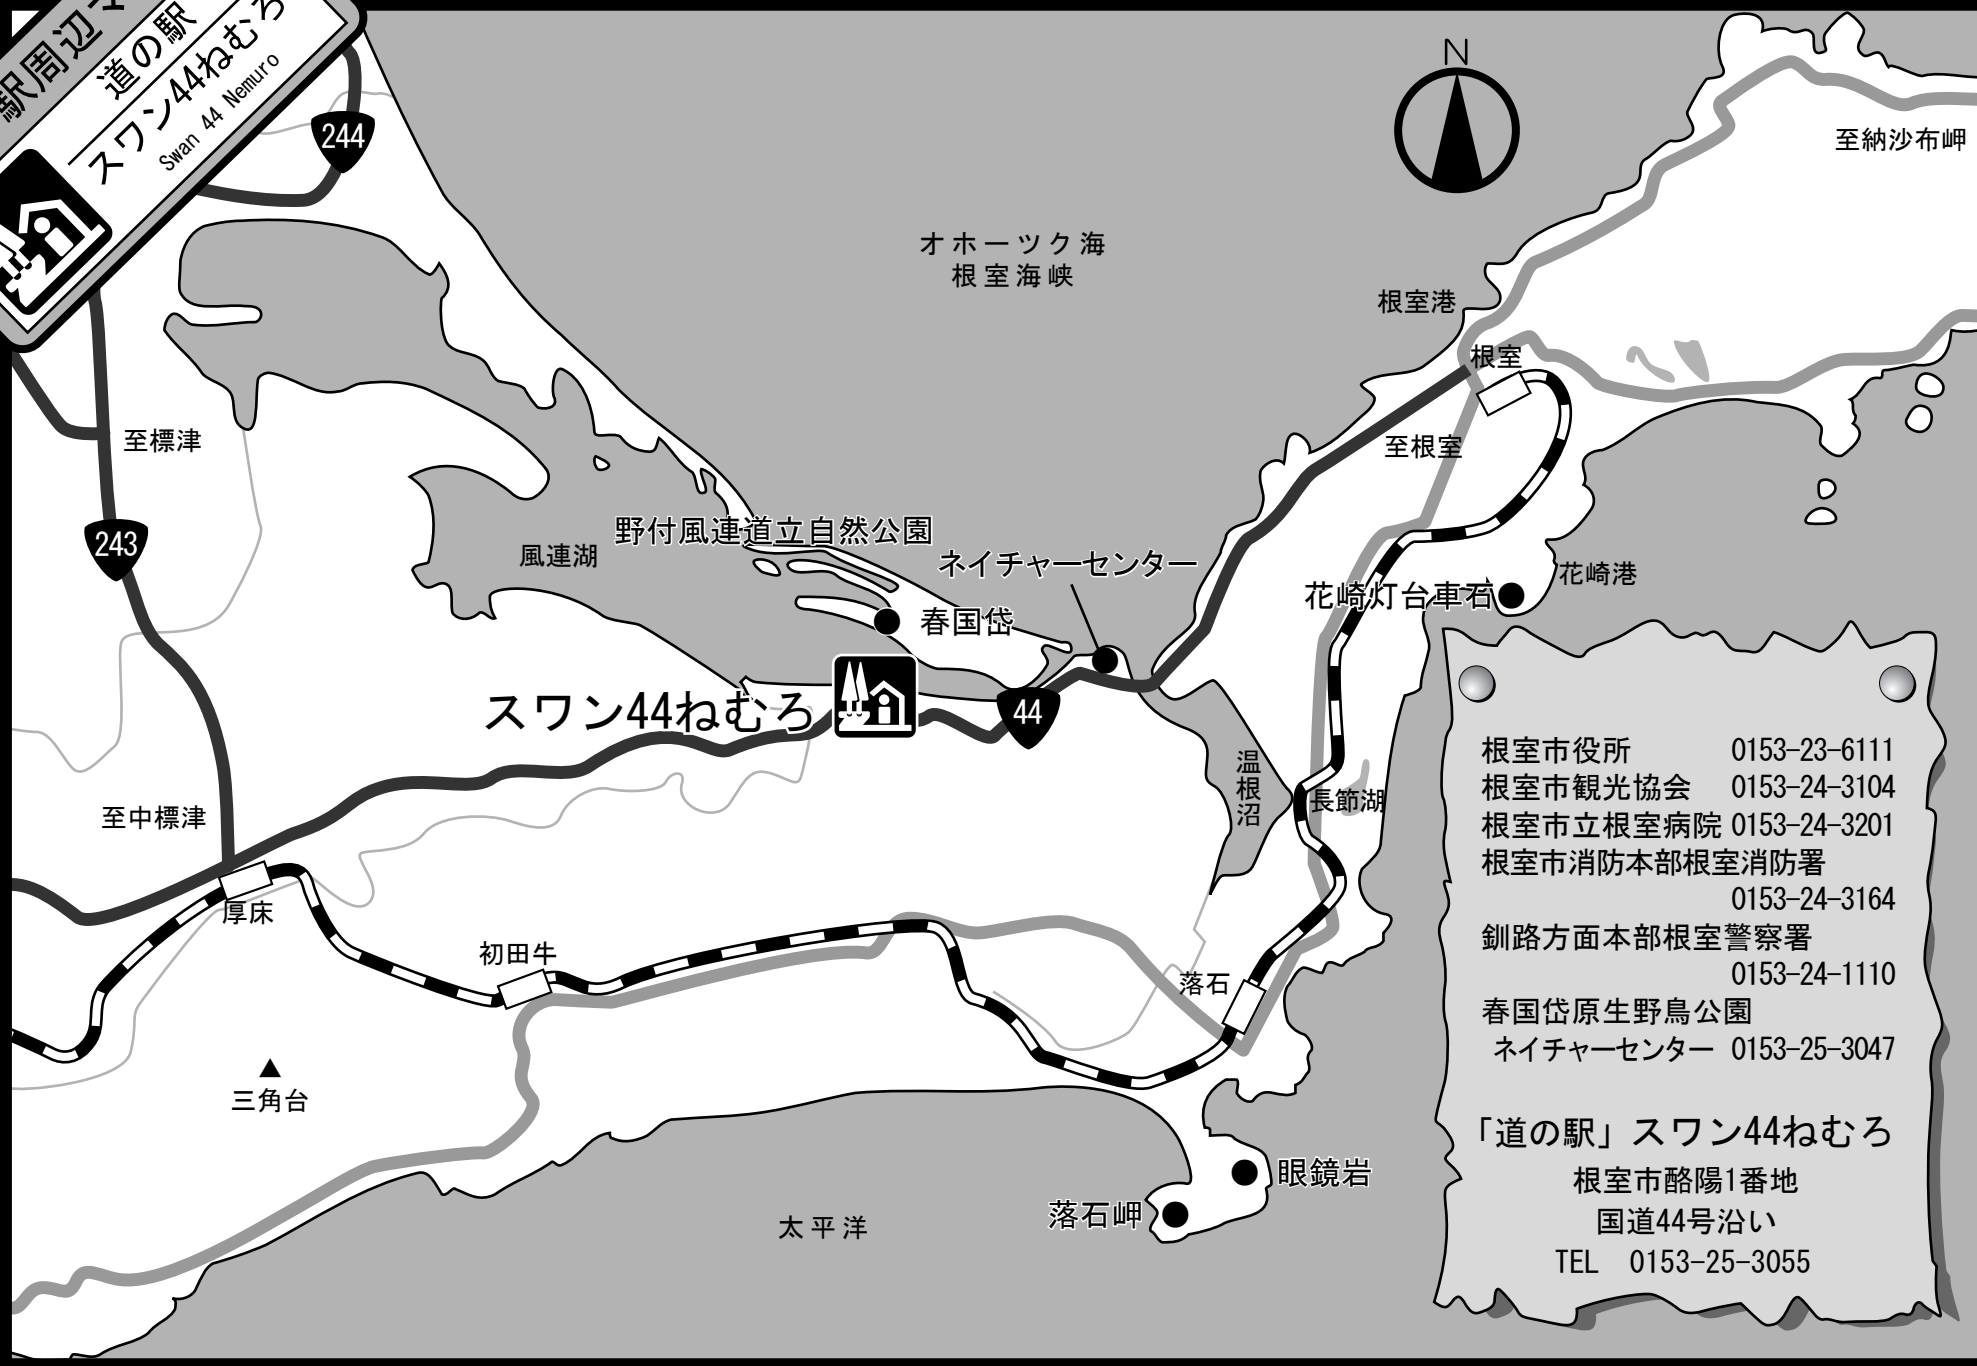 駅周辺マ
道の駅
スワン44ねむろ
Swan 44 Nemuro
244
N
至納沙布岬
オホーツク海
根室海峡
根室港
根室
至標津
至根室
243
野付風連道立自然公園
風連湖
ネイチャーセンター
花咲港
花咲灯台車石
春国岱
スワン44ねむろ
44
温根沼
長節湖
至中標津
厚床
初田牛
落石
三角台
眼鏡岩
落石岬
太平洋
根室市役所 0153-23-6111
根室市観光協会 0153-24-3104
根室市立根室病院 0153-24-3201
根室市消防本部根室消防署
0153-24-3164
釧路方面本部根室警察署
0153-24-1110
春国岱原生野鳥公園
ネイチャーセンター 0153-25-3047
「道の駅」スワン44ねむろ
根室市酪陽1番地
国道44号沿い
TEL 0153-25-3055